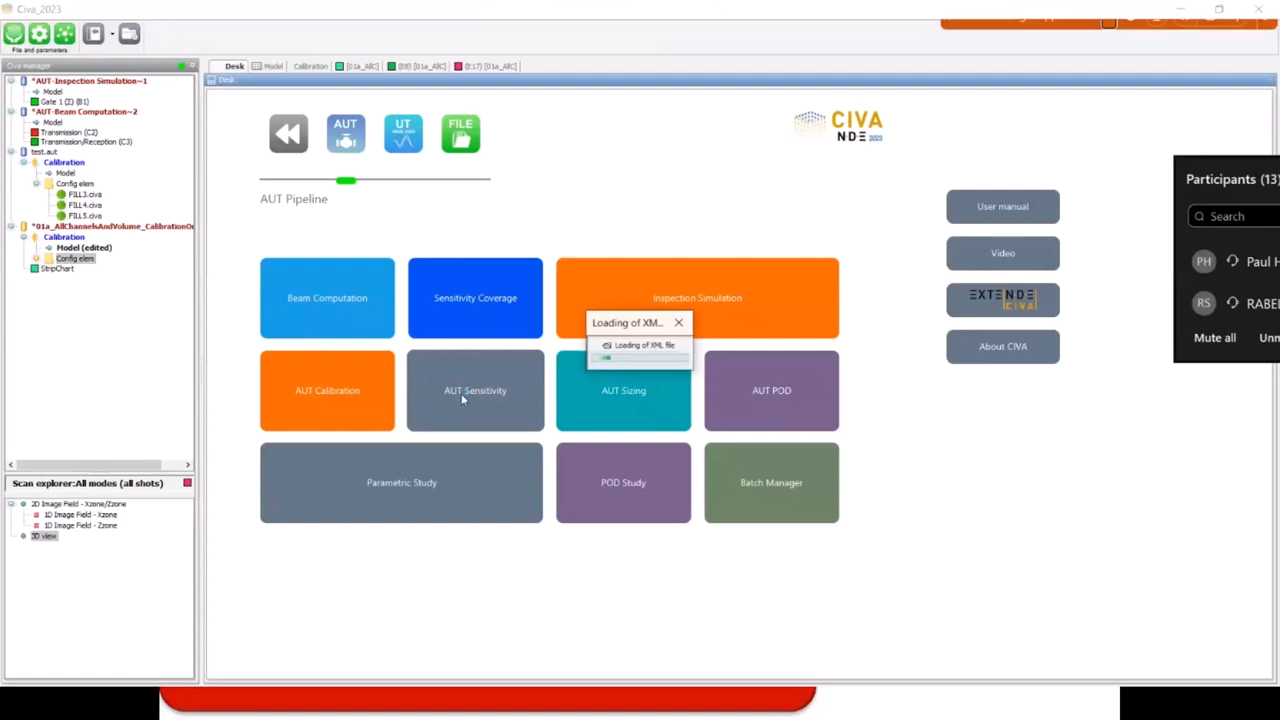 Civa_2023
File and parameters
Civa manager
*AUT-Inspection Simulation~1
Model
Gate 1 (I) (B1)
*AUT-Beam Computation~2
Model
Transmission (C2)
Transmission/Reception (C3)
test.aut
Calibration
Model
Config elem
FILL3.civa
FILL4.civa
FILL5.civa
*01a_AllChannelsAndVolume_CalibrationOn
Calibration
Model (edited)
Config elem
StripChart
Scan explorer:All modes (all shots)
2D Image Field - Xzone/Zzone
1D Image Field - Xzone
1D Image Field - Zzone
3D view
Desk
Model
Calibration
[01a_AllC]
[01a_AllC]
(E17) [01a_AllC]
Desk
AUT
UT
FILE
CIVA
NDE 2023
AUT Pipeline
Beam Computation
Sensitivity Coverage
Inspection Simulation
Loading of XM...
Loading of XML file
AUT Calibration
AUT Sensitivity
AUT Sizing
AUT POD
Parametric Study
POD Study
Batch Manager
User manual
Video
EXTENDE
CIVA
About CIVA
Participants (13)
Search
PH
Paul H
RS
RABE
Mute all
Unm